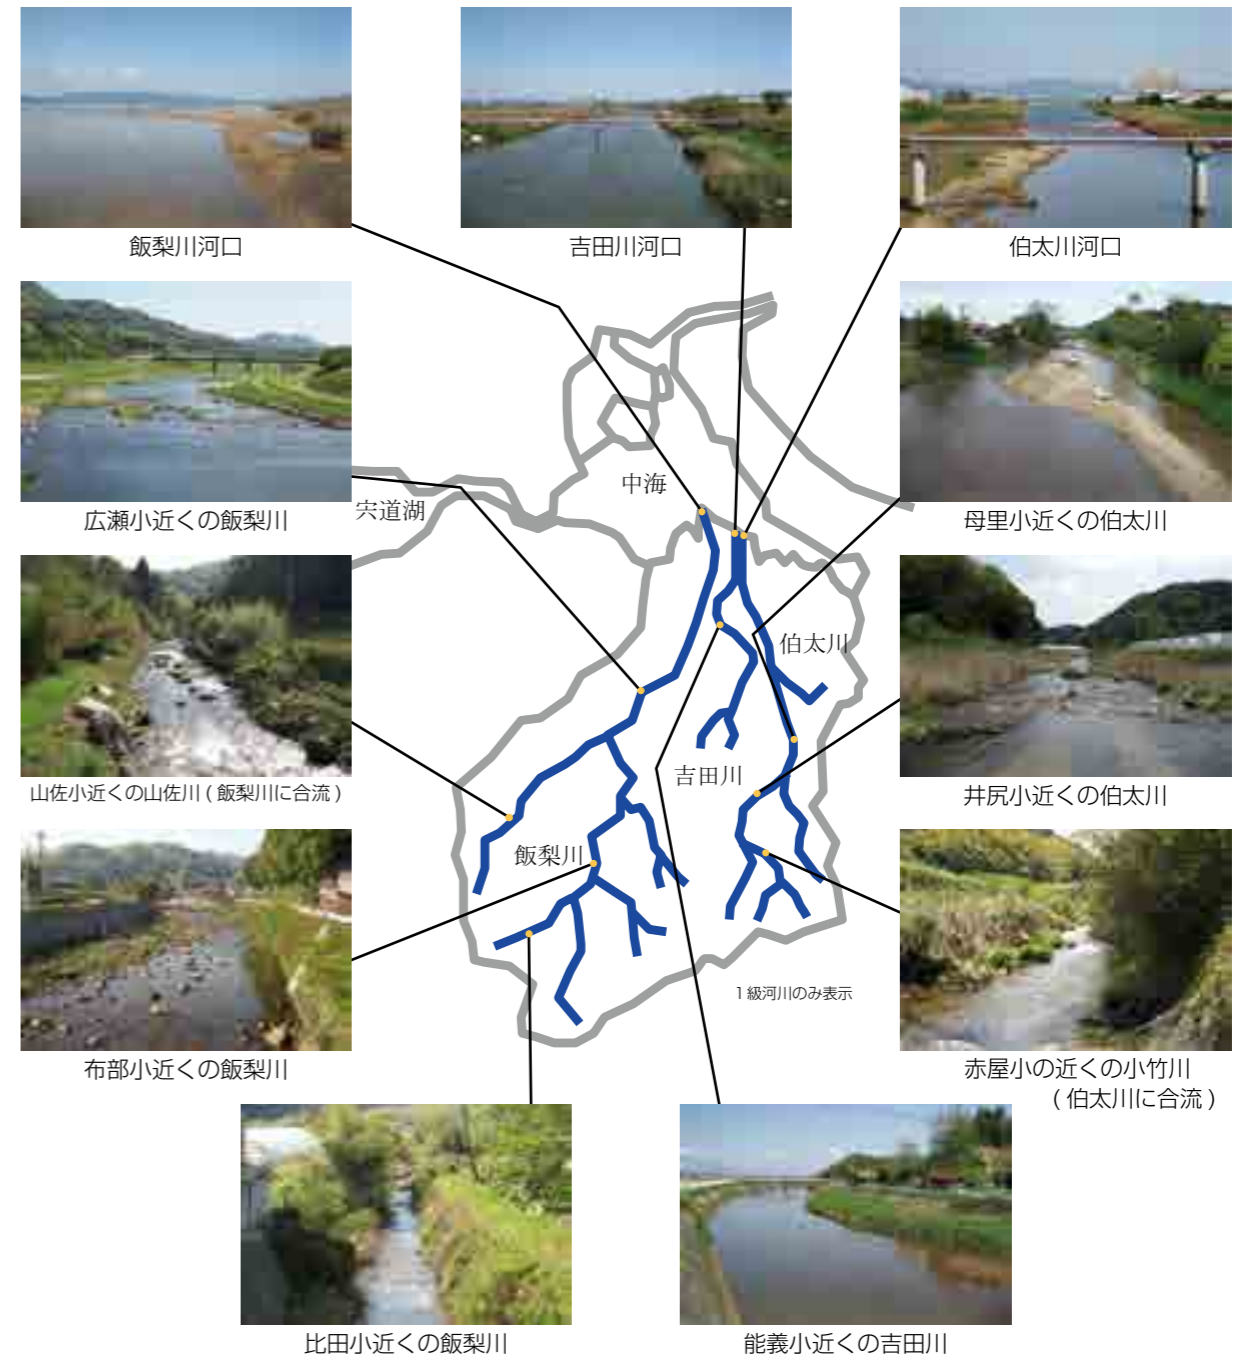 飯梨川河口
吉田川河口
伯太川河口
広瀬小近くの飯梨川
宍道湖
中海
母里小近くの伯太川
伯太川
山佐小近くの山佐川 ( 飯梨川に合流 )
吉田川
井尻小近くの伯太川
飯梨川
布部小近くの飯梨川
1 級河川のみ表示
赤屋小の近くの小竹川
( 伯太川に合流 )
比田小近くの飯梨川
能義小近くの吉田川